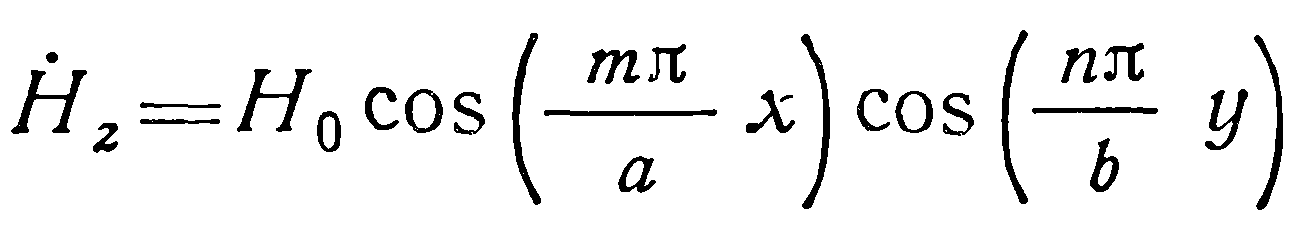 Ḣ_z = H_0 cos (mπ/a x) cos (nπ/b y)